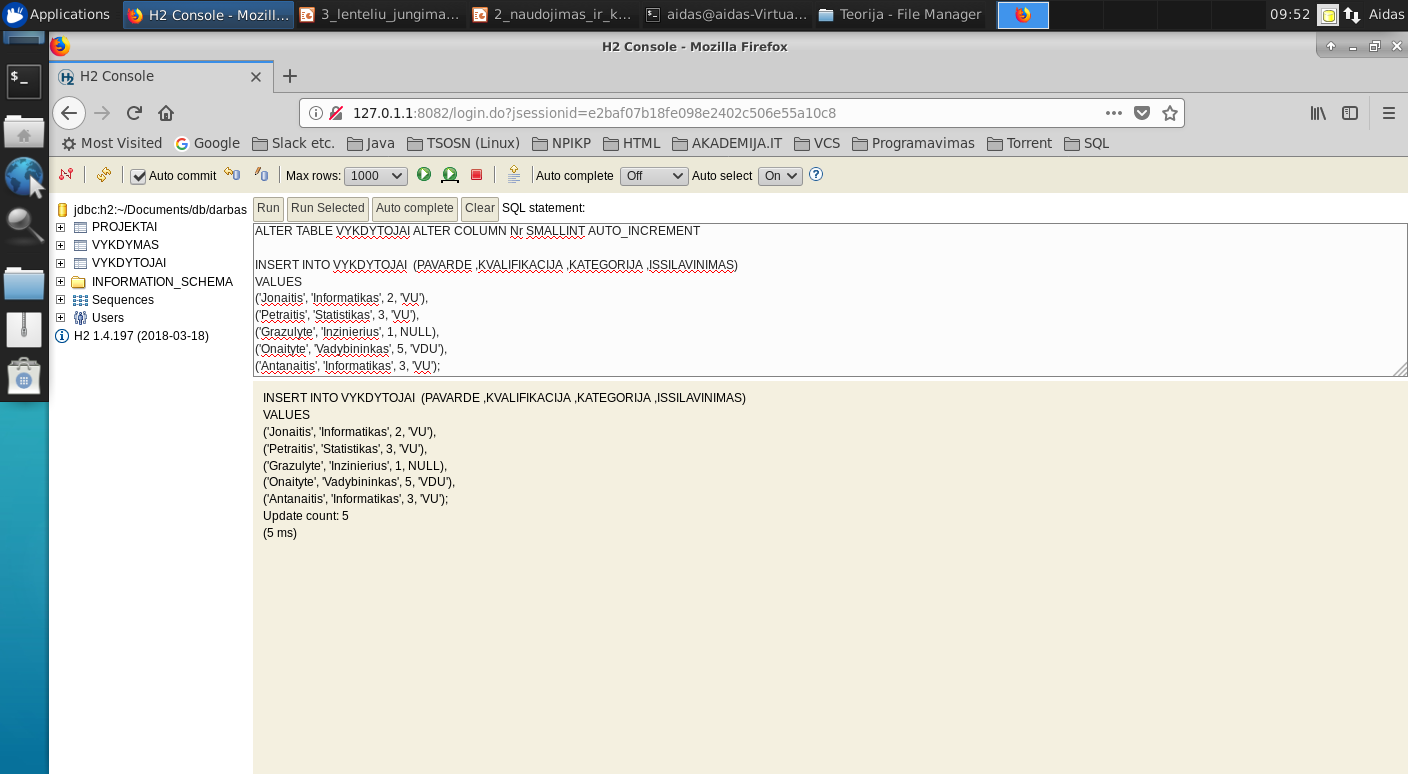 Applications
H2 Console - Mozill...
3_lenteliu_jungima...
2_naudojimas_ir_k...
aidas@aidas-Virtua...
Teorija - File Manager
09:52
Aidas
H2 Console - Mozilla Firefox
H2 Console
127.0.1.1:8082/login.do?jsessionid=e2baf07b18fe098e2402c506e55a10c8
Most Visited
Google
Slack etc.
Java
TSOSN (Linux)
NPIKP
HTML
AKADEMIJA.IT
VCS
Programavimas
Torrent
SQL
Auto commit
Max rows:
1000
Auto complete
Off
Auto select
On
jdbc:h2:~/Documents/db/darbas
PROJEKTAI
VYKDYMAS
VYKDYTOJAI
INFORMATION_SCHEMA
Sequences
Users
H2 1.4.197 (2018-03-18)
Run
Run Selected
Auto complete
Clear
SQL statement:
ALTER TABLE VYKDYTOJAI ALTER COLUMN Nr SMALLINT AUTO_INCREMENT
INSERT INTO VYKDYTOJAI  (PAVARDE ,KVALIFIKACIJA ,KATEGORIJA ,ISSILAVINIMAS)
VALUES
('Jonaitis', 'Informatikas', 2, 'VU'),
('Petraitis', 'Statistikas', 3, 'VU'),
('Grazulyte', 'Inzinierius', 1, NULL),
('Onaityte', 'Vadybininkas', 5, 'VDU'),
('Antanaitis', 'Informatikas', 3, 'VU');
INSERT INTO VYKDYTOJAI  (PAVARDE ,KVALIFIKACIJA ,KATEGORIJA ,ISSILAVINIMAS)
VALUES
('Jonaitis', 'Informatikas', 2, 'VU'),
('Petraitis', 'Statistikas', 3, 'VU'),
('Grazulyte', 'Inzinierius', 1, NULL),
('Onaityte', 'Vadybininkas', 5, 'VDU'),
('Antanaitis', 'Informatikas', 3, 'VU');
Update count: 5
(5 ms)